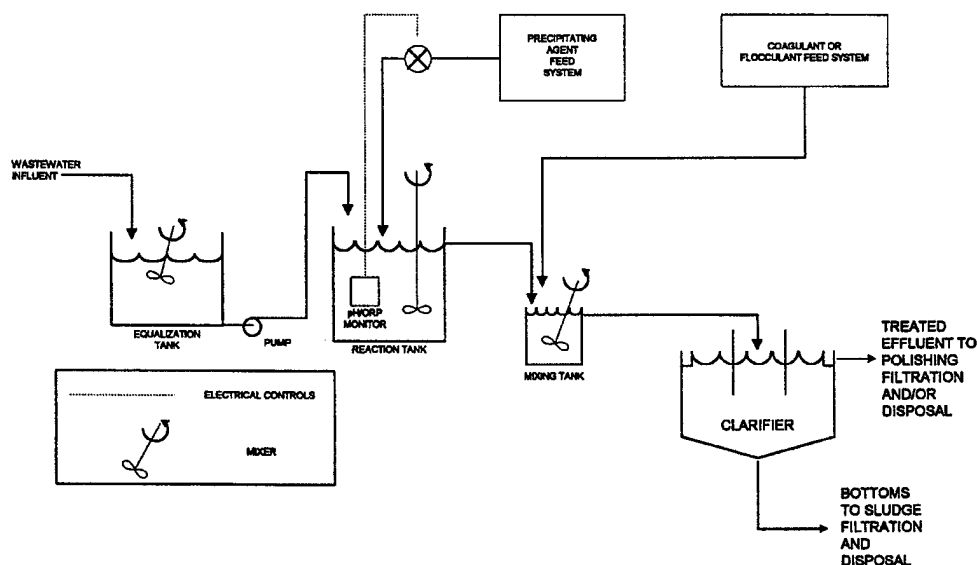 PRECIPITATING
AGENT
FEED
SYSTEM
COAGULANT OR
FLOCCULANT FEED SYSTEM
WASTEWATER
INFLUENT
EQUALIZATION
TANK
PUMP
pH/ORP
MONITOR
REACTION TANK
MIXING TANK
CLARIFIER
TREATED
EFFLUENT TO
POLISHING
FILTRATION
AND/OR
DISPOSAL
ELECTRICAL CONTROLS
MIXER
BOTTOMS
TO SLUDGE
FILTRATION
AND
DISPOSAL